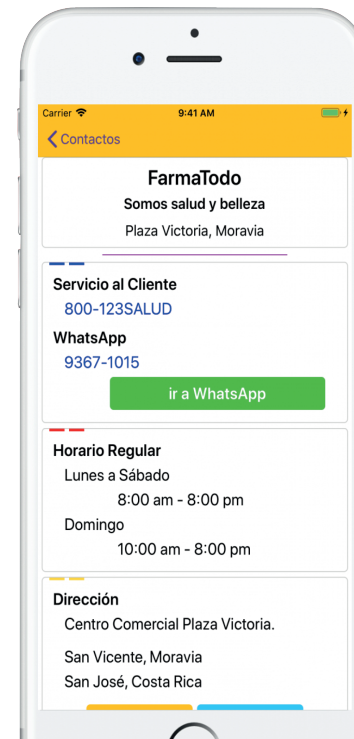 Carrier 9:41 AM
Contactos
FarmaTodo
Somos salud y belleza
Plaza Victoria, Moravia
Servicio al Cliente
800-123SALUD
WhatsApp
9367-1015
ir a WhatsApp
Horario Regular
Lunes a Sábado
8:00 am - 8:00 pm
Domingo
10:00 am - 8:00 pm
Dirección
Centro Comercial Plaza Victoria.
San Vicente, Moravia
San José, Costa Rica